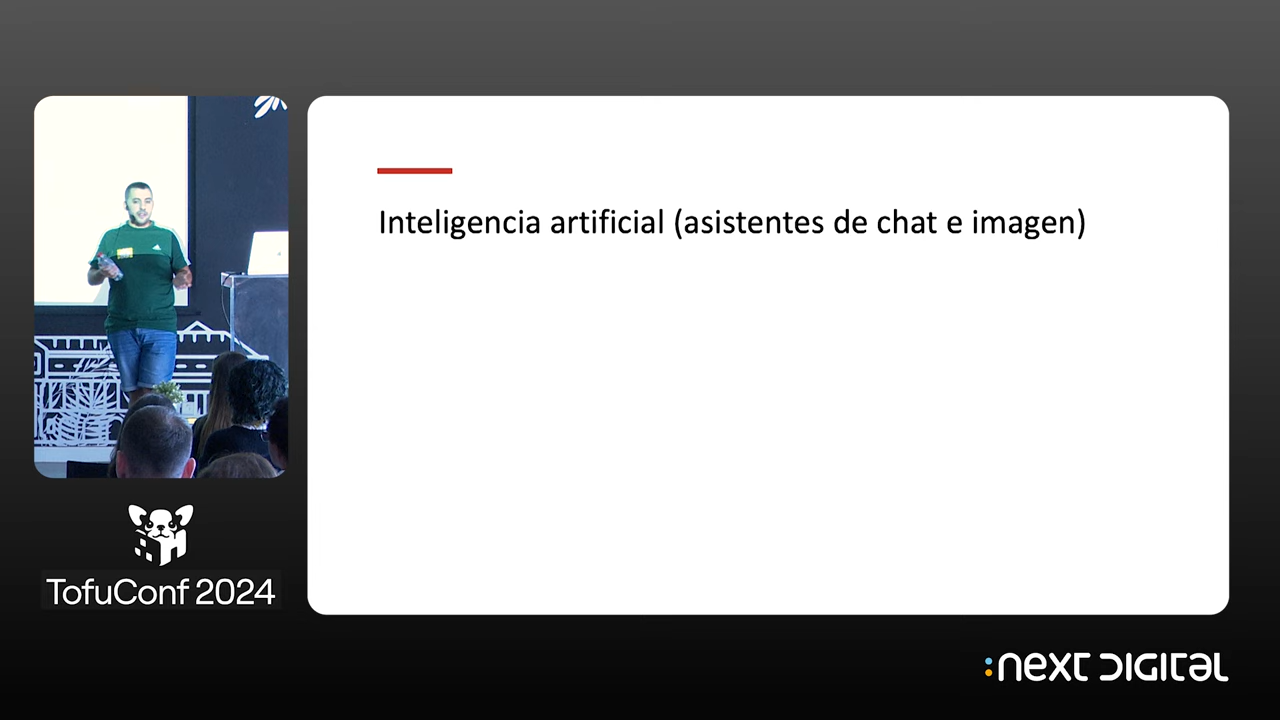 Inteligencia artificial (asistentes de chat e imagen)
TofuConf 2024
:NEXT DIGITAL